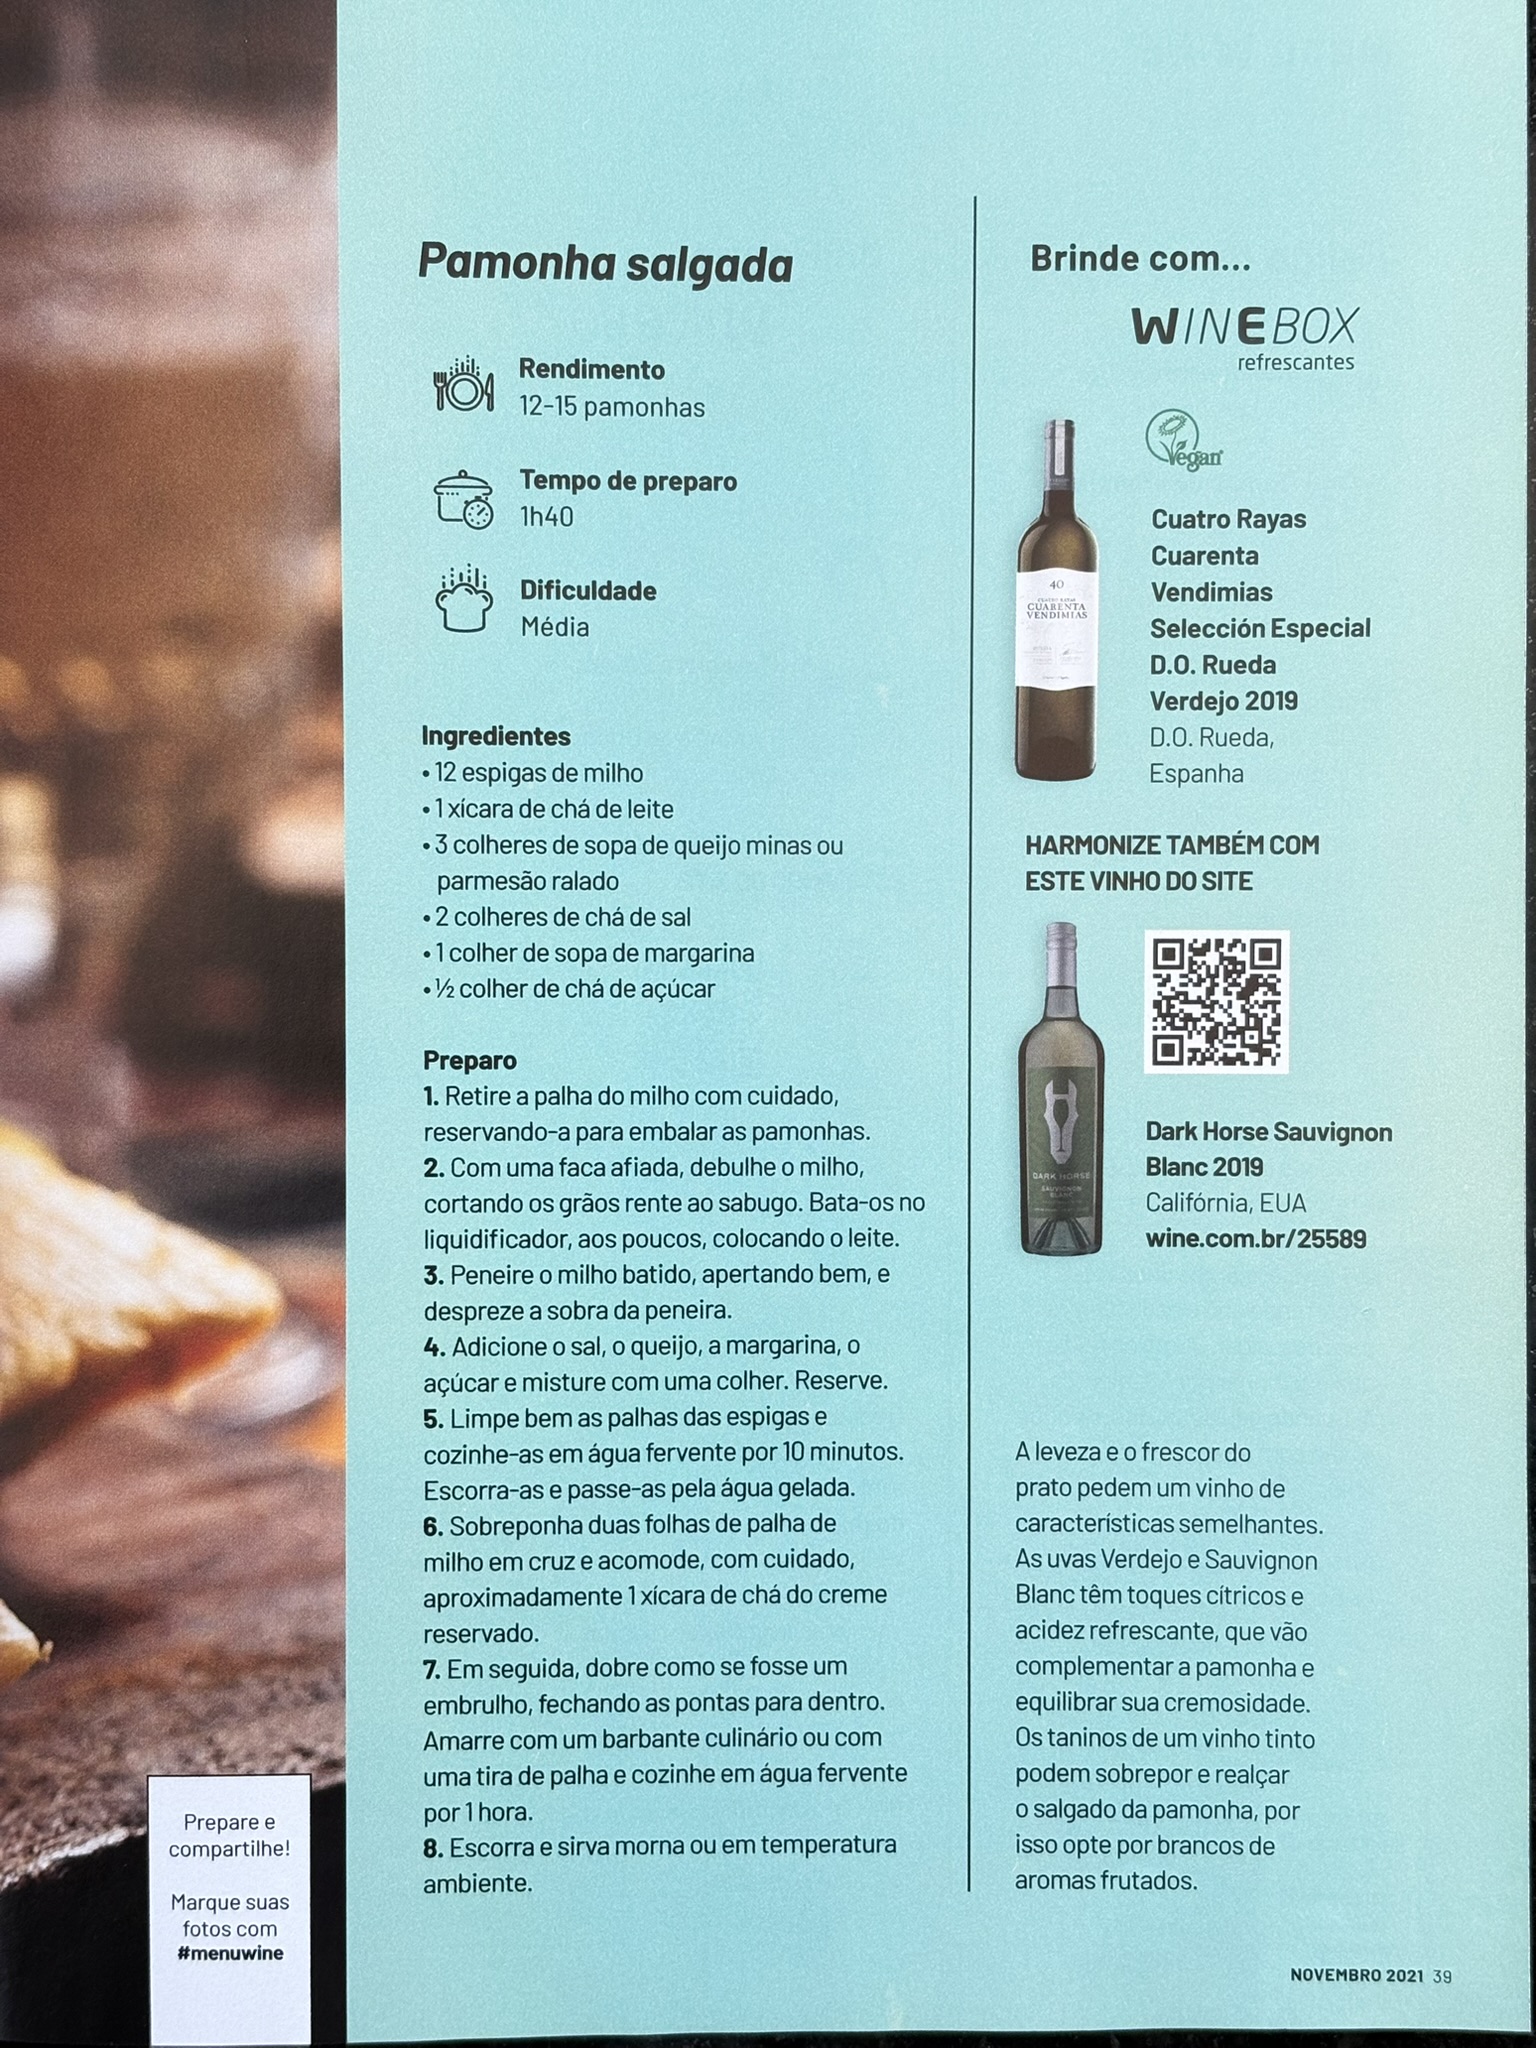 Pamonha salgada
Rendimento
12-15 pamonhas
Tempo de preparo
1h40
Dificuldade
Média
Ingredientes
• 12 espigas de milho
• 1 xícara de chá de leite
• 3 colheres de sopa de queijo minas ou
parmesão ralado
• 2 colheres de chá de sal
• 1 colher de sopa de margarina
• ½ colher de chá de açúcar
Preparo
1. Retire a palha do milho com cuidado,
reservando-a para embalar as pamonhas.
2. Com uma faca afiada, debulhe o milho,
cortando os grãos rente ao sabugo. Bata-os no
liquidificador, aos poucos, colocando o leite.
3. Peneire o milho batido, apertando bem, e
despreze a sobra da peneira.
4. Adicione o sal, o queijo, a margarina, o
açúcar e misture com uma colher. Reserve.
5. Limpe bem as palhas das espigas e
cozinhe-as em água fervente por 10 minutos.
Escorra-as e passe-as pela água gelada.
6. Sobreponha duas folhas de palha de
milho em cruz e acomode, com cuidado,
aproximadamente 1 xícara de chá do creme
reservado.
7. Em seguida, dobre como se fosse um
embrulho, fechando as pontas para dentro.
Amarre com um barbante culinário ou com
uma tira de palha e cozinhe em água fervente
por 1 hora.
8. Escorra e sirva morna ou em temperatura
ambiente.
Brinde com...
WINEBOX
refrescantes
Vegan
40
CUATRO RAYAS
CUARENTA
VENDIMIAS
Cuatro Rayas
Cuarenta
Vendimias
Selección Especial
D.O. Rueda
Verdejo 2019
D.O. Rueda,
Espanha
HARMONIZE TAMBÉM COM
ESTE VINHO DO SITE
DARK HORSE
SAUVIGNON
BLANC
Dark Horse Sauvignon
Blanc 2019
Califórnia, EUA
wine.com.br/25589
A leveza e o frescor do
prato pedem um vinho de
características semelhantes.
As uvas Verdejo e Sauvignon
Blanc têm toques cítricos e
acidez refrescante, que vão
complementar a pamonha e
equilibrar sua cremosidade.
Os taninos de um vinho tinto
podem sobrepor e realçar
o salgado da pamonha, por
isso opte por brancos de
aromas frutados.
Prepare e
compartilhe!
Marque suas
fotos com
#menuwine
NOVEMBRO 2021 39